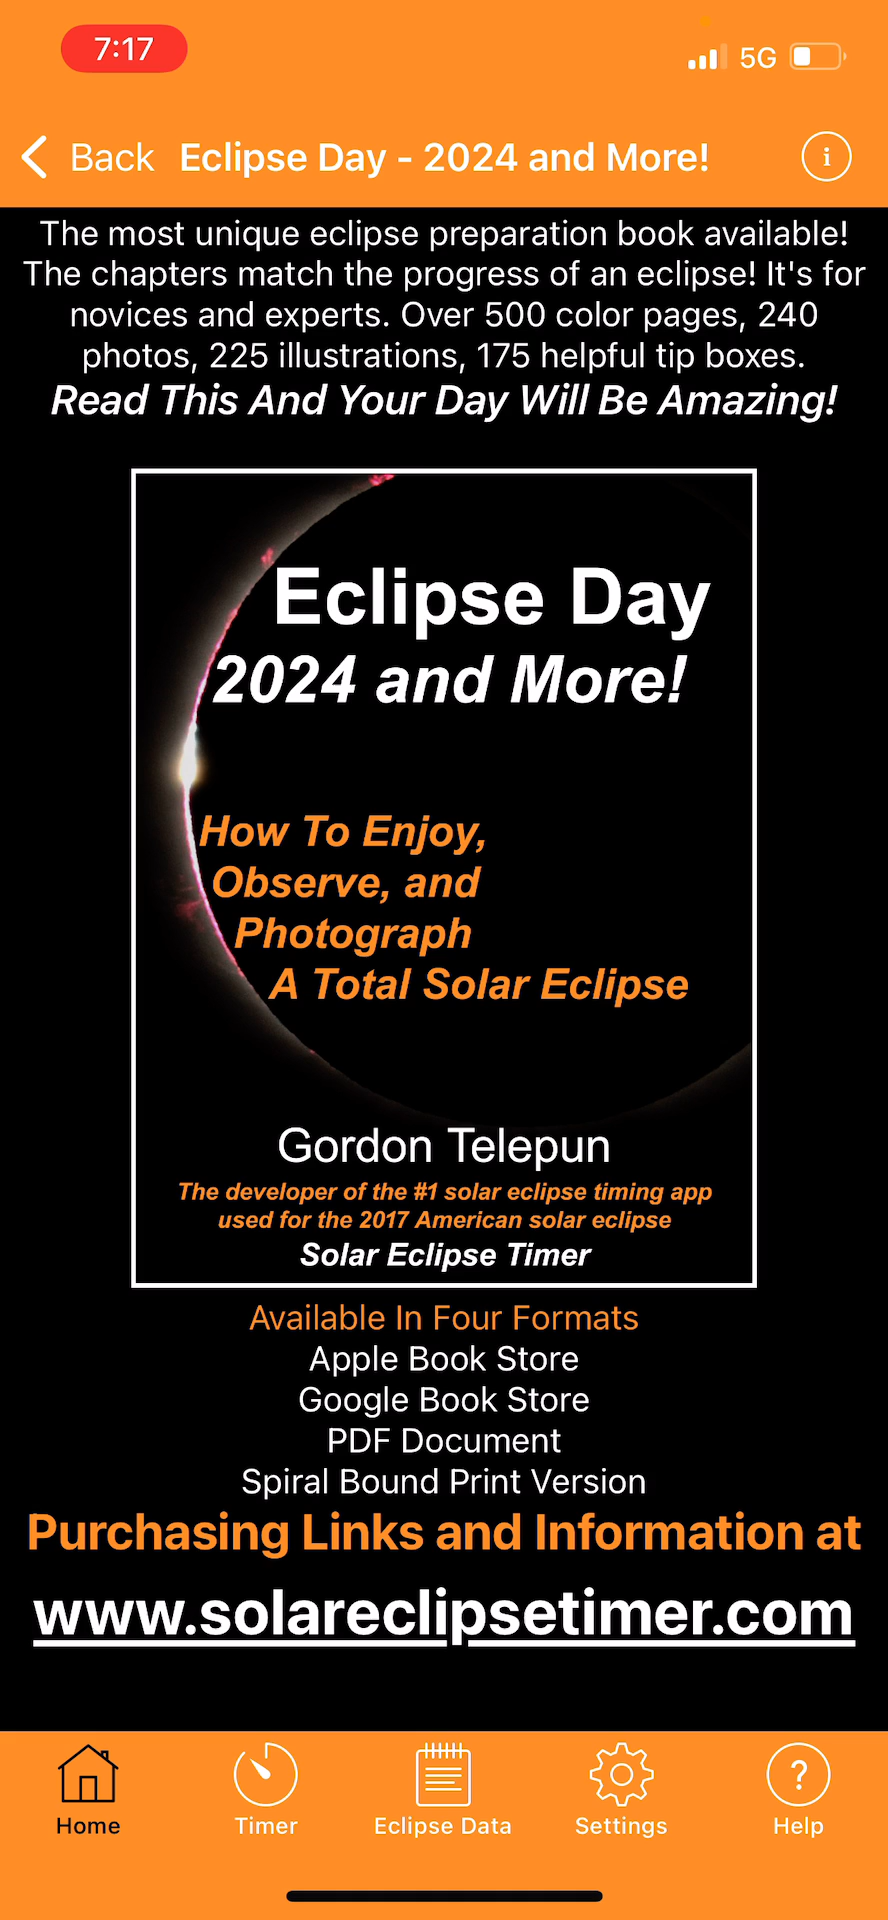 7:17
5G
Back Eclipse Day - 2024 and More! i
The most unique eclipse preparation book available!
The chapters match the progress of an eclipse! It's for
novices and experts. Over 500 color pages, 240
photos, 225 illustrations, 175 helpful tip boxes.
Read This And Your Day Will Be Amazing!
Eclipse Day
2024 and More!
How To Enjoy,
Observe, and
Photograph
A Total Solar Eclipse
Gordon Telepun
The developer of the #1 solar eclipse timing app
used for the 2017 American solar eclipse
Solar Eclipse Timer
Available In Four Formats
Apple Book Store
Google Book Store
PDF Document
Spiral Bound Print Version
Purchasing Links and Information at
www.solareclipsetimer.com
Home Timer Eclipse Data Settings ? Help